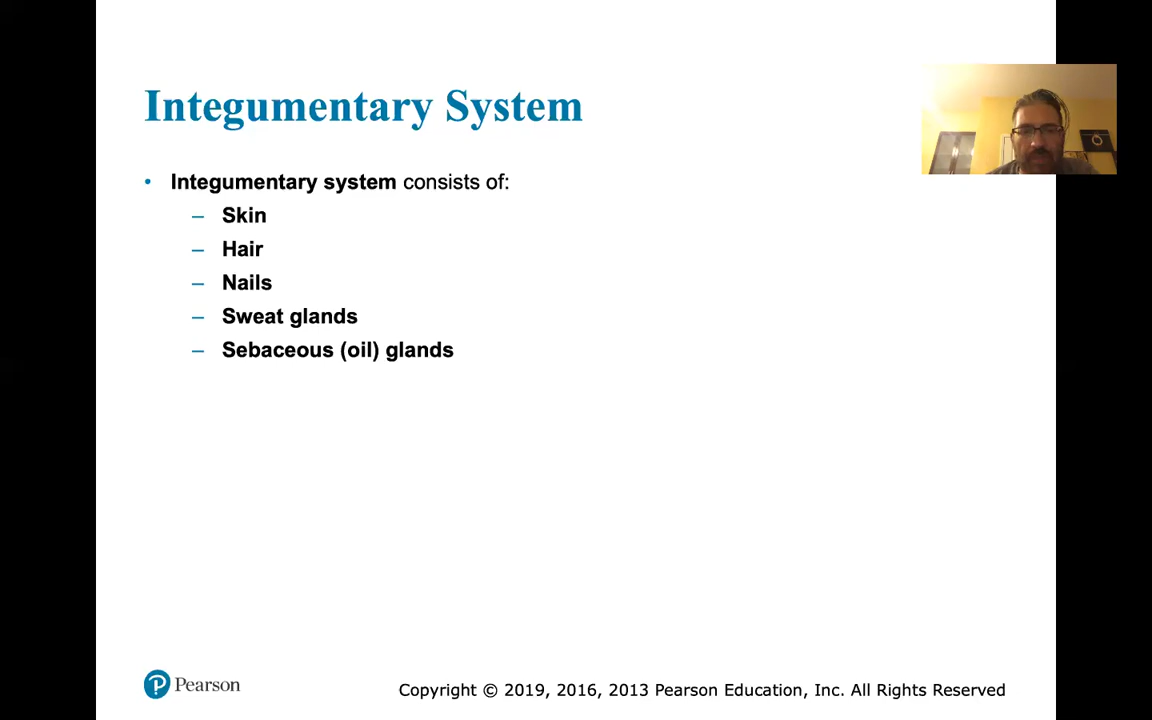 Integumentary System
• Integumentary system consists of:
– Skin
– Hair
– Nails
– Sweat glands
– Sebaceous (oil) glands
Pearson
Copyright © 2019, 2016, 2013 Pearson Education, Inc. All Rights Reserved